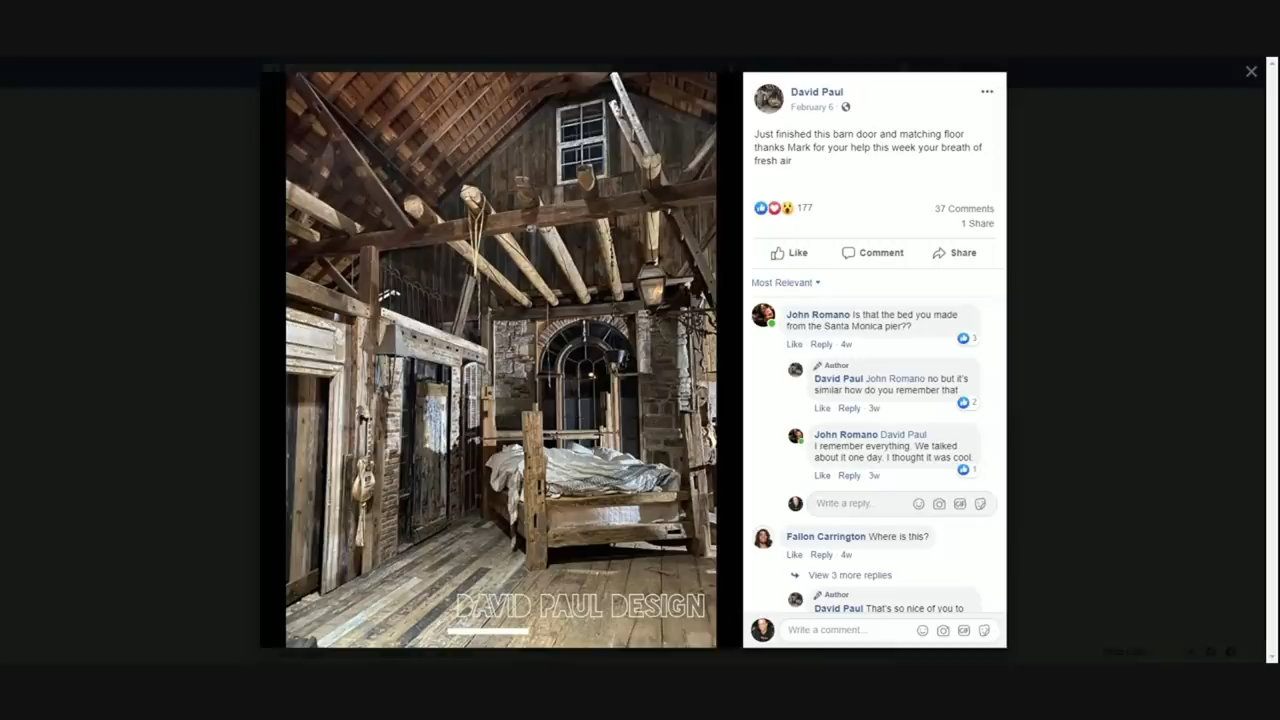 DAVID PAUL DESIGN
David Paul
February 6
Just finished this barn door and matching floor
thanks Mark for your help this week your breath of
fresh air
177
37 Comments
1 Share
Like Comment Share
Most Relevant
John Romano Is that the bed you made
from the Santa Monica pier??
3
Like Reply 4w
Author
David Paul John Romano no but it's
similar how do you remember that
2
Like Reply 3w
John Romano David Paul
I remember everything. We talked
about it one day. I thought it was cool.
1
Like Reply 3w
Write a reply...
GIF
Fallon Carrington Where is this?
Like Reply 4w
View 3 more replies
Author
David Paul That's so nice of you to
Write a comment...
GIF